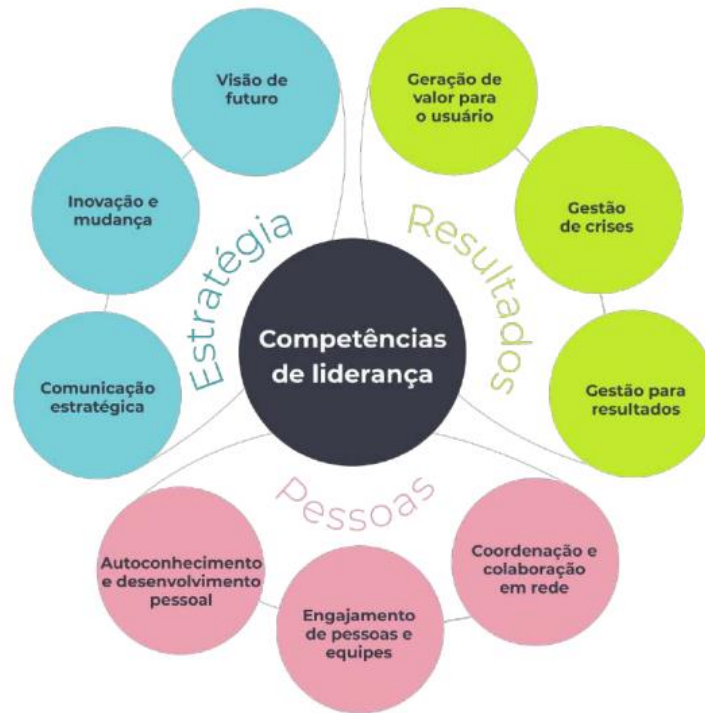 Visão de
futuro
Geração de
valor para
o usuário
Inovação e
mudança
Gestão
de crises
Estratégia
Resultados
Competências
de liderança
Comunicação
estratégica
Gestão para
resultados
Pessoas
Autoconhecimento
e desenvolvimento
pessoal
Engajamento
de pessoas e
equipes
Coordenação e
colaboração
em rede